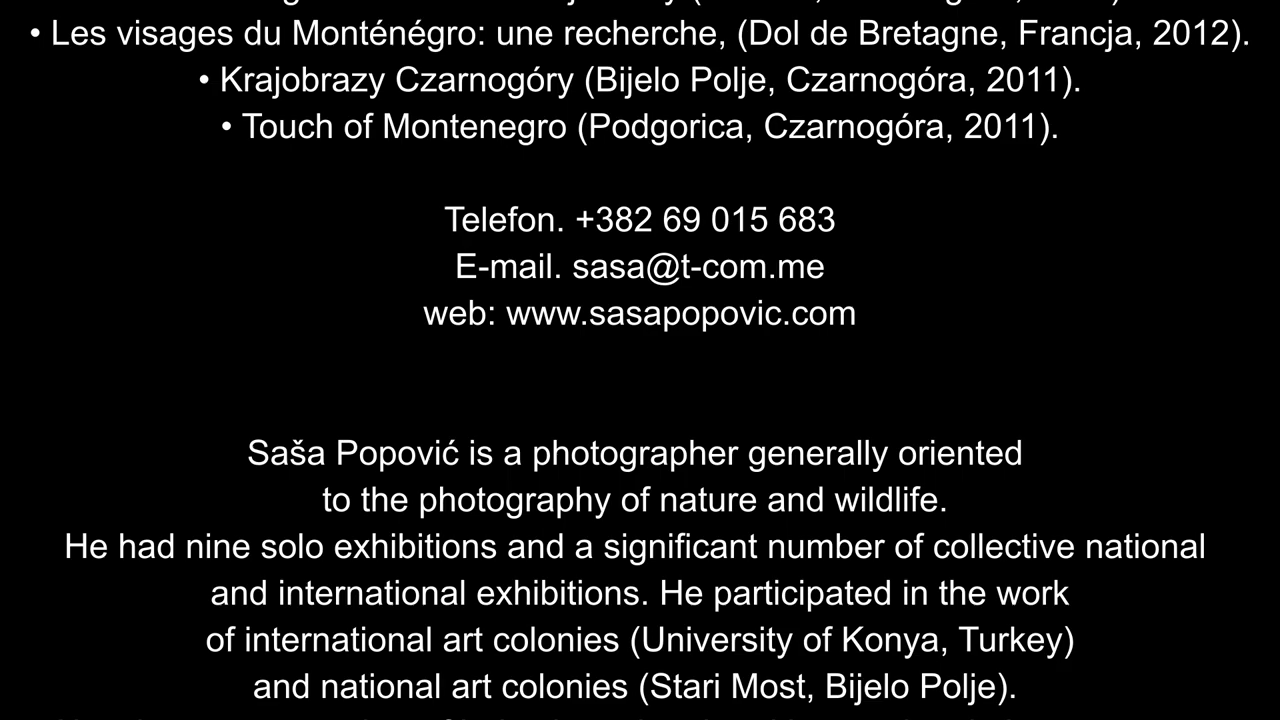 • Les visages du Monténégro: une recherche, (Dol de Bretagne, Francja, 2012).
• Krajobrazy Czarnogóry (Bijelo Polje, Czarnogóra, 2011).
• Touch of Montenegro (Podgorica, Czarnogóra, 2011).
Telefon. +382 69 015 683
E-mail. sasa@t-com.me
web: www.sasapopovic.com
Saša Popović is a photographer generally oriented
to the photography of nature and wildlife.
He had nine solo exhibitions and a significant number of collective national
and international exhibitions. He participated in the work
of international art colonies (University of Konya, Turkey)
and national art colonies (Stari Most, Bijelo Polje).